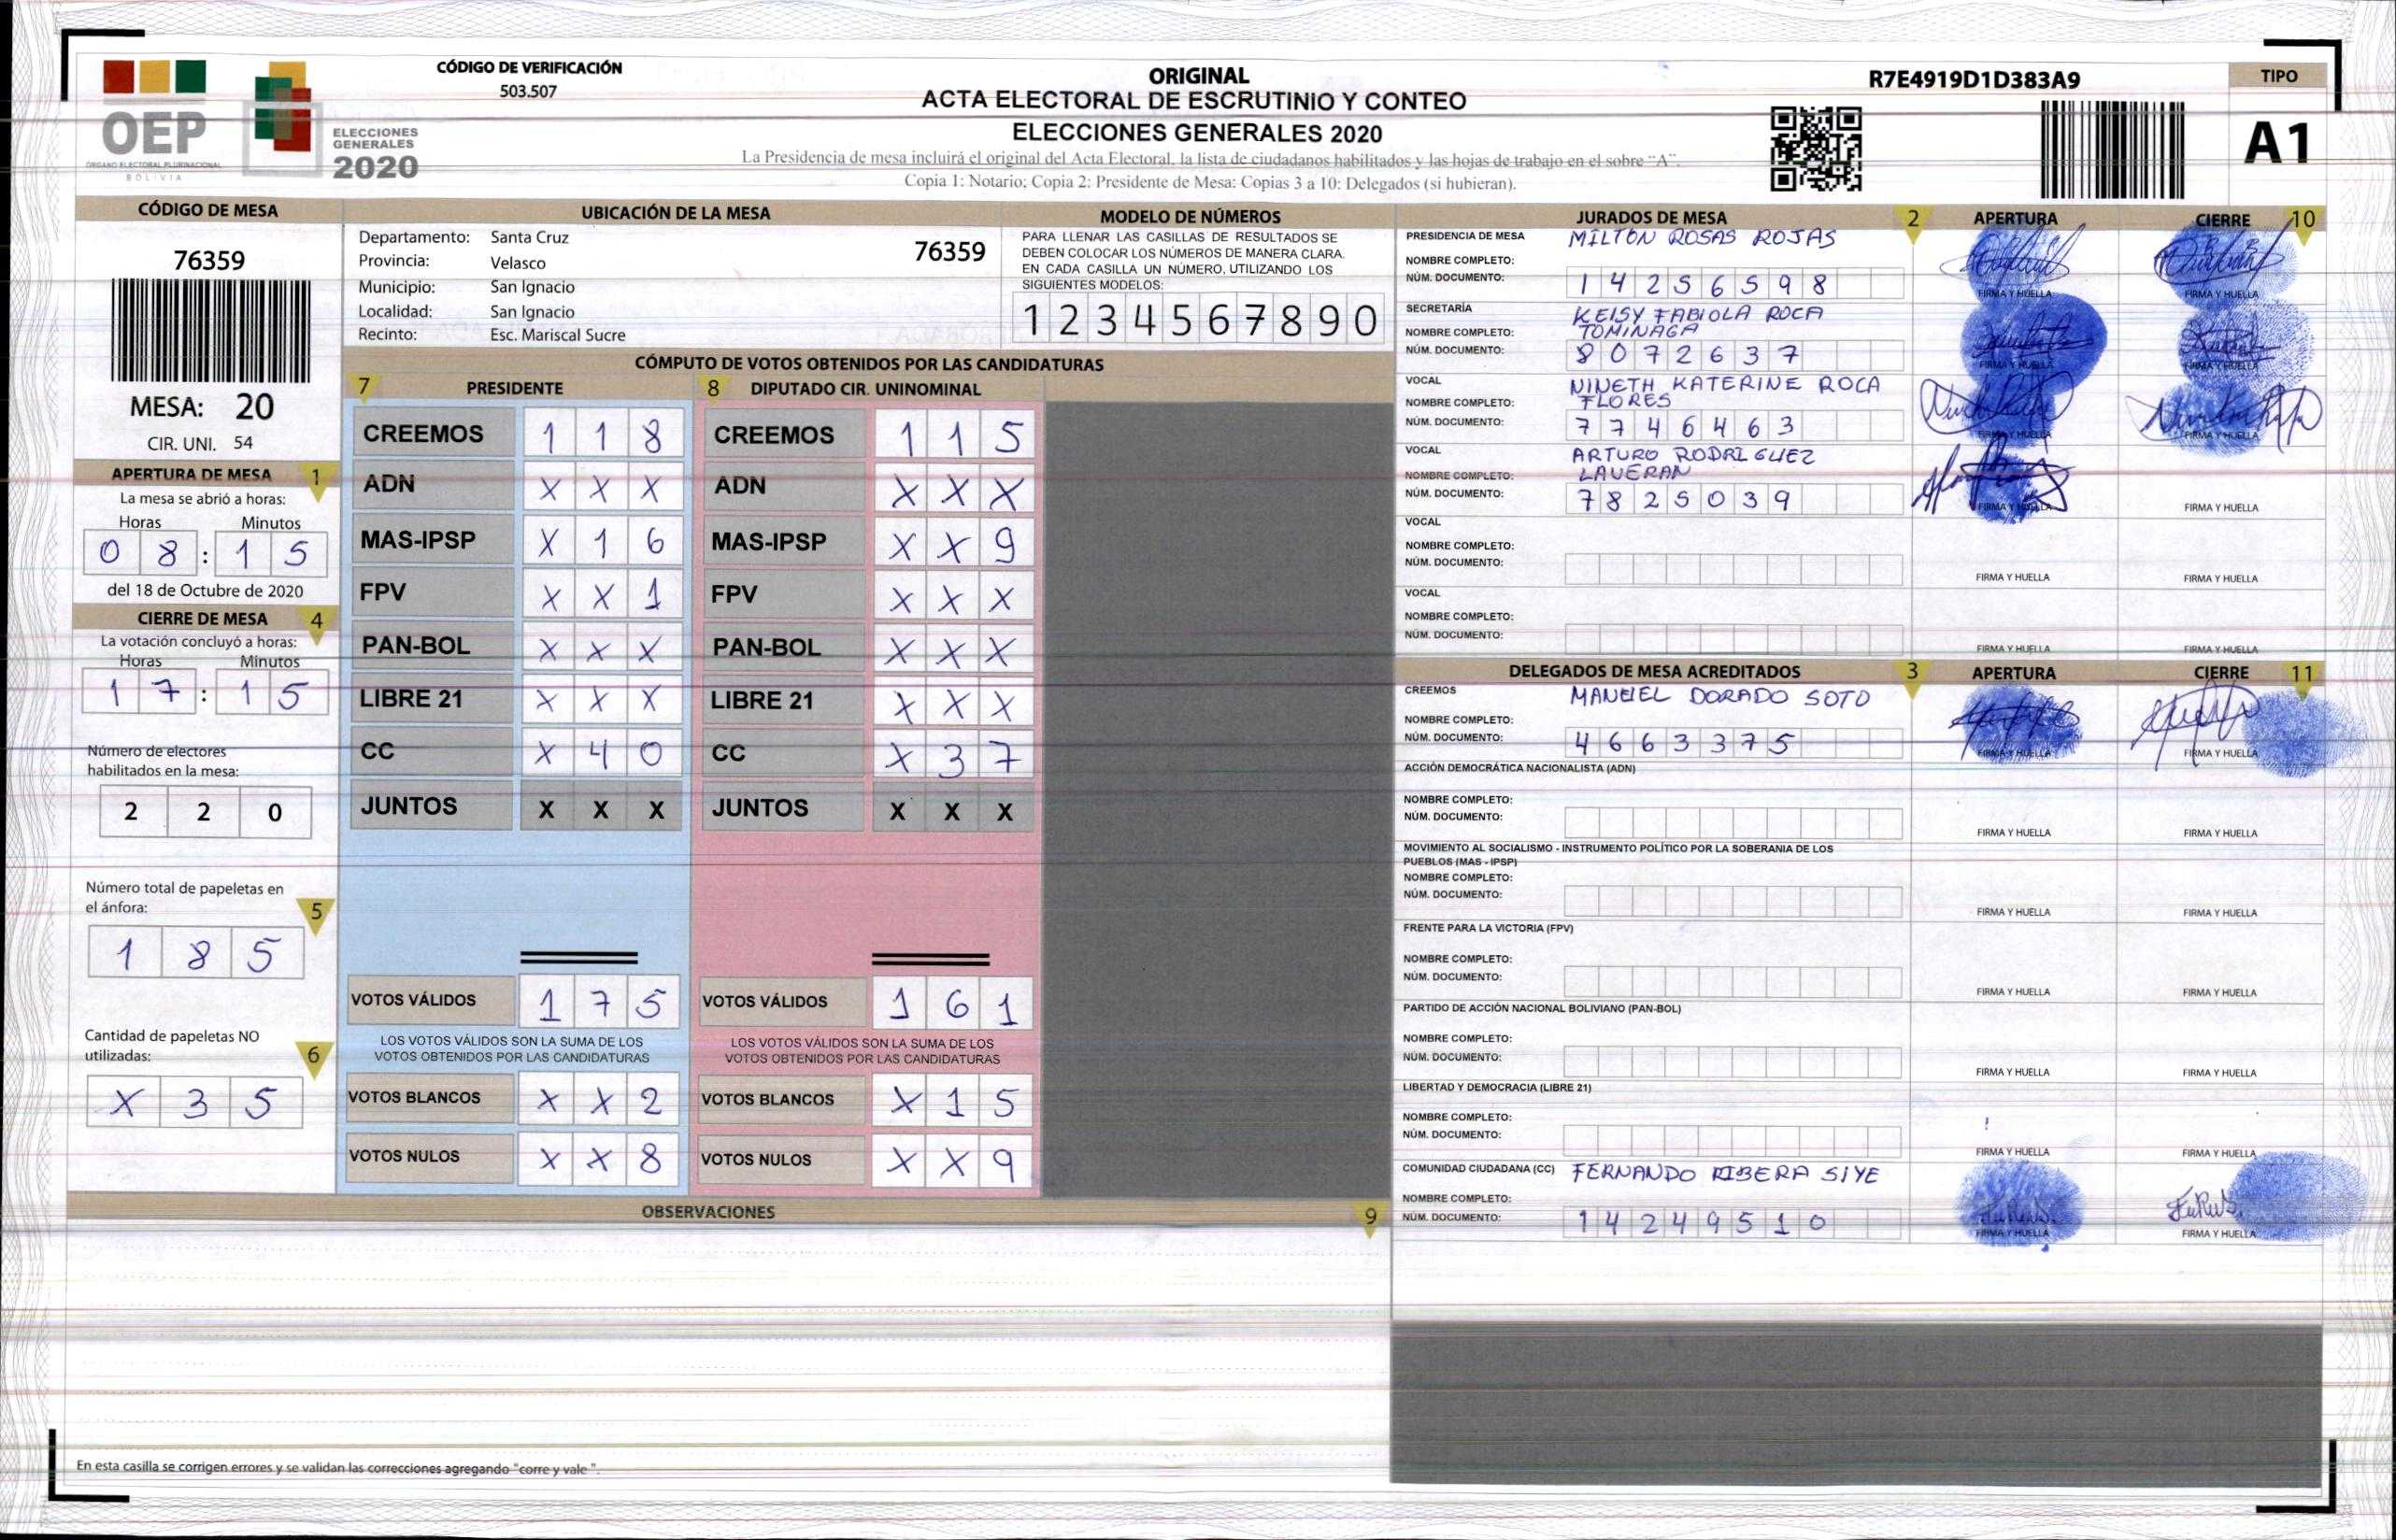 CÓDIGO DE VERIFICACIÓN
503.507
ORIGINAL
ACTA ELECTORAL DE ESCRUTINIO Y CONTEO
ELECCIONES GENERALES 2020
La Presidencia de mesa incluirá el original del Acta Electoral, la lista de ciudadanos habilitados y las hojas de trabajo en el sobre "A".
Copia 1: Notario; Copia 2: Presidente de Mesa: Copias 3 a 10: Delegados (si hubieran).
R7E4919D1D383A9
TIPO
A1
OEP
ÓRGANO ELECTORAL PLURINACIONAL
BOLIVIA
ELECCIONES
GENERALES
2020
CÓDIGO DE MESA
76359
MESA: 20
CIR. UNI. 54
APERTURA DE MESA 1
La mesa se abrió a horas:
Horas Minutos
0 8 : 1 5
del 18 de Octubre de 2020
CIERRE DE MESA 4
La votación concluyó a horas:
Horas Minutos
1 7 : 1 5
Número de electores
habilitados en la mesa:
2 2 0
Número total de papeletas en
el ánfora: 5
1 8 5
Cantidad de papeletas NO
utilizadas: 6
X 3 5
UBICACIÓN DE LA MESA
Departamento: Santa Cruz 76359
Provincia: Velasco
Municipio: San Ignacio
Localidad: San Ignacio
Recinto: Esc. Mariscal Sucre
MODELO DE NÚMEROS
PARA LLENAR LAS CASILLAS DE RESULTADOS SE
DEBEN COLOCAR LOS NÚMEROS DE MANERA CLARA.
EN CADA CASILLA UN NÚMERO, UTILIZANDO LOS
SIGUIENTES MODELOS:
1 2 3 4 5 6 7 8 9 0
CÓMPUTO DE VOTOS OBTENIDOS POR LAS CANDIDATURAS
7 PRESIDENTE 8 DIPUTADO CIR. UNINOMINAL
CREEMOS 1 1 8 CREEMOS 1 1 5
ADN X X X ADN X X X
MAS-IPSP X 1 6 MAS-IPSP X X 9
FPV X X 1 FPV X X X
PAN-BOL X X X PAN-BOL X X X
LIBRE 21 X X X LIBRE 21 X X X
CC X 4 0 CC X 3 7
JUNTOS X X X JUNTOS X X X
VOTOS VÁLIDOS 1 7 5 VOTOS VÁLIDOS 1 6 1
LOS VOTOS VÁLIDOS SON LA SUMA DE LOS LOS VOTOS VÁLIDOS SON LA SUMA DE LOS
VOTOS OBTENIDOS POR LAS CANDIDATURAS VOTOS OBTENIDOS POR LAS CANDIDATURAS
VOTOS BLANCOS X X 2 VOTOS BLANCOS X 1 5
VOTOS NULOS X X 8 VOTOS NULOS X X 9
OBSERVACIONES 9
En esta casilla se corrigen errores y se validan las correcciones agregando "corre y vale ".
JURADOS DE MESA 2 APERTURA CIERRE 10
PRESIDENCIA DE MESA MILTON ROSAS ROJAS
NOMBRE COMPLETO:
NÚM. DOCUMENTO: 1 4 2 5 6 5 9 8
FIRMA Y HUELLA FIRMA Y HUELLA
SECRETARÍA KEISY FABIOLA ROCA
NOMBRE COMPLETO: TOMINAGA
NÚM. DOCUMENTO: 8 0 7 2 6 3 7
FIRMA Y HUELLA FIRMA Y HUELLA
VOCAL NINETH KATERINE ROCA
NOMBRE COMPLETO: FLORES
NÚM. DOCUMENTO: 7 7 4 6 4 6 3
FIRMA Y HUELLA FIRMA Y HUELLA
VOCAL ARTURO RODRIGUEZ
NOMBRE COMPLETO: LAUERAN
NÚM. DOCUMENTO: 7 8 2 5 0 3 9
FIRMA Y HUELLA FIRMA Y HUELLA
VOCAL
NOMBRE COMPLETO:
NÚM. DOCUMENTO:
FIRMA Y HUELLA FIRMA Y HUELLA
VOCAL
NOMBRE COMPLETO:
NÚM. DOCUMENTO:
FIRMA Y HUELLA FIRMA Y HUELLA
DELEGADOS DE MESA ACREDITADOS 3 APERTURA CIERRE 11
CREEMOS MANUEL DORADO SOTO
NOMBRE COMPLETO:
NÚM. DOCUMENTO: 4 6 6 3 3 7 5
FIRMA Y HUELLA FIRMA Y HUELLA
ACCIÓN DEMOCRÁTICA NACIONALISTA (ADN)
NOMBRE COMPLETO:
NÚM. DOCUMENTO:
FIRMA Y HUELLA FIRMA Y HUELLA
MOVIMIENTO AL SOCIALISMO - INSTRUMENTO POLÍTICO POR LA SOBERANIA DE LOS
PUEBLOS (MAS - IPSP)
NOMBRE COMPLETO:
NÚM. DOCUMENTO:
FIRMA Y HUELLA FIRMA Y HUELLA
FRENTE PARA LA VICTORIA (FPV)
NOMBRE COMPLETO:
NÚM. DOCUMENTO:
FIRMA Y HUELLA FIRMA Y HUELLA
PARTIDO DE ACCIÓN NACIONAL BOLIVIANO (PAN-BOL)
NOMBRE COMPLETO:
NÚM. DOCUMENTO:
FIRMA Y HUELLA FIRMA Y HUELLA
LIBERTAD Y DEMOCRACIA (LIBRE 21)
NOMBRE COMPLETO:
NÚM. DOCUMENTO:
FIRMA Y HUELLA FIRMA Y HUELLA
COMUNIDAD CIUDADANA (CC) FERNANDO RIBERA SIYE
NOMBRE COMPLETO:
NÚM. DOCUMENTO: 1 4 2 4 9 5 1 0
FIRMA Y HUELLA FIRMA Y HUELLA